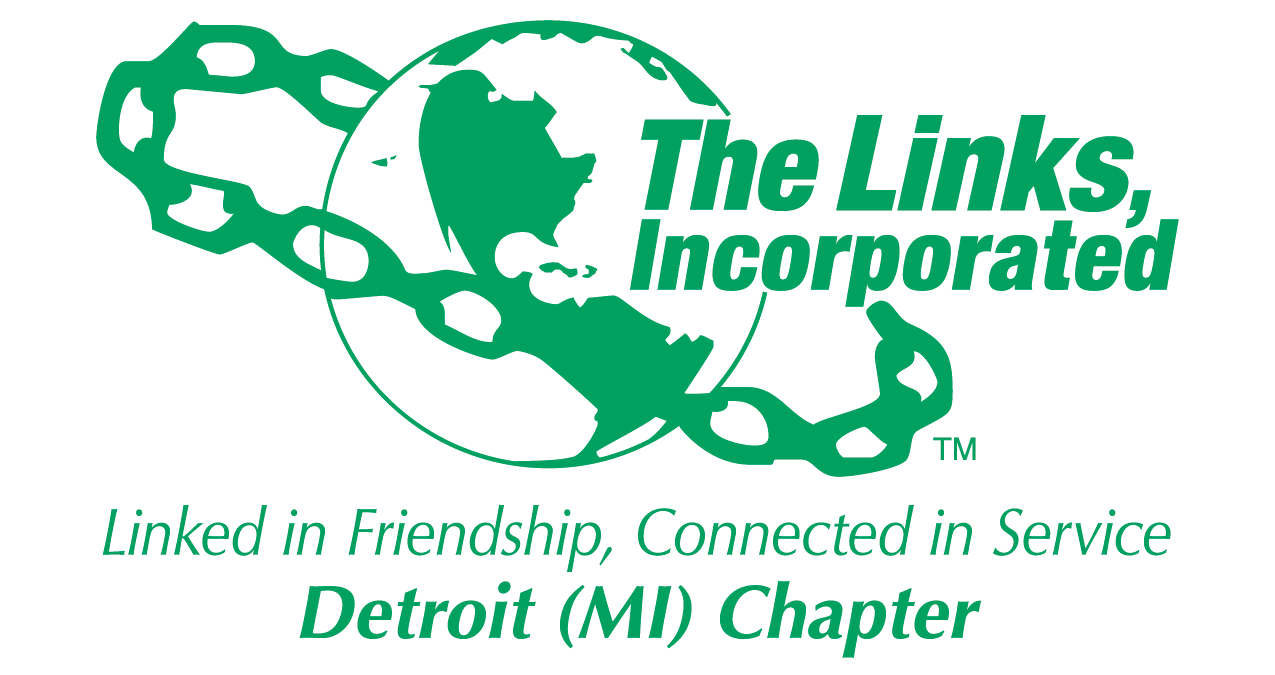 The Links,
Incorporated
TM
Linked in Friendship, Connected in Service
Detroit (MI) Chapter